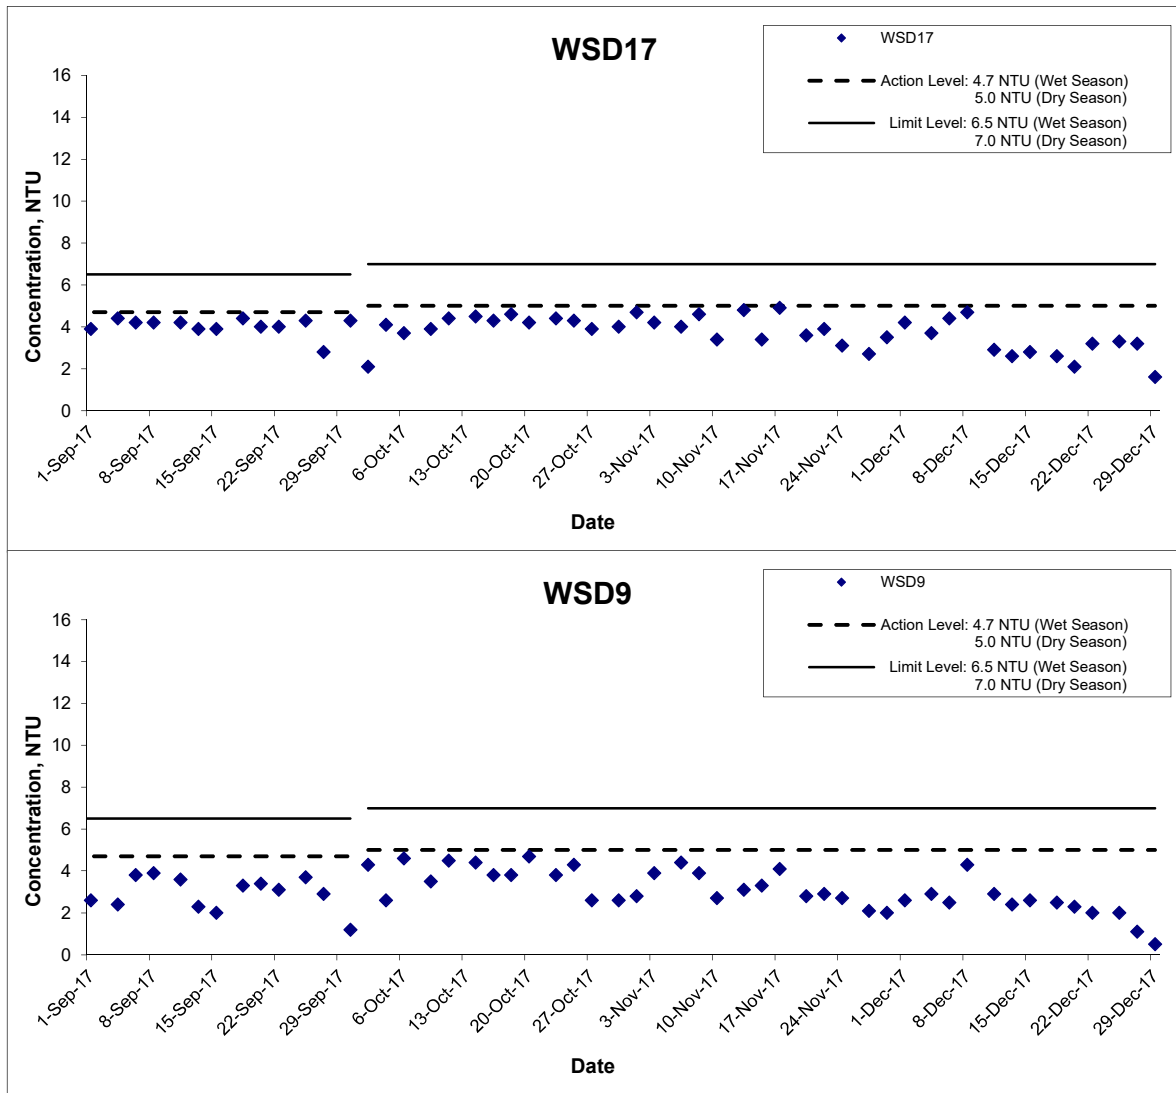 WSD17
WSD17
Action Level: 4.7 NTU (Wet Season)
5.0 NTU (Dry Season)
Limit Level: 6.5 NTU (Wet Season)
7.0 NTU (Dry Season)
Concentration, NTU
16
14
12
10
8
6
4
2
0
1-Sep-17
8-Sep-17
15-Sep-17
22-Sep-17
29-Sep-17
6-Oct-17
13-Oct-17
20-Oct-17
27-Oct-17
3-Nov-17
10-Nov-17
17-Nov-17
24-Nov-17
1-Dec-17
8-Dec-17
15-Dec-17
22-Dec-17
29-Dec-17
Date
WSD9
WSD9
Action Level: 4.7 NTU (Wet Season)
5.0 NTU (Dry Season)
Limit Level: 6.5 NTU (Wet Season)
7.0 NTU (Dry Season)
Concentration, NTU
16
14
12
10
8
6
4
2
0
1-Sep-17
8-Sep-17
15-Sep-17
22-Sep-17
29-Sep-17
6-Oct-17
13-Oct-17
20-Oct-17
27-Oct-17
3-Nov-17
10-Nov-17
17-Nov-17
24-Nov-17
1-Dec-17
8-Dec-17
15-Dec-17
22-Dec-17
29-Dec-17
Date